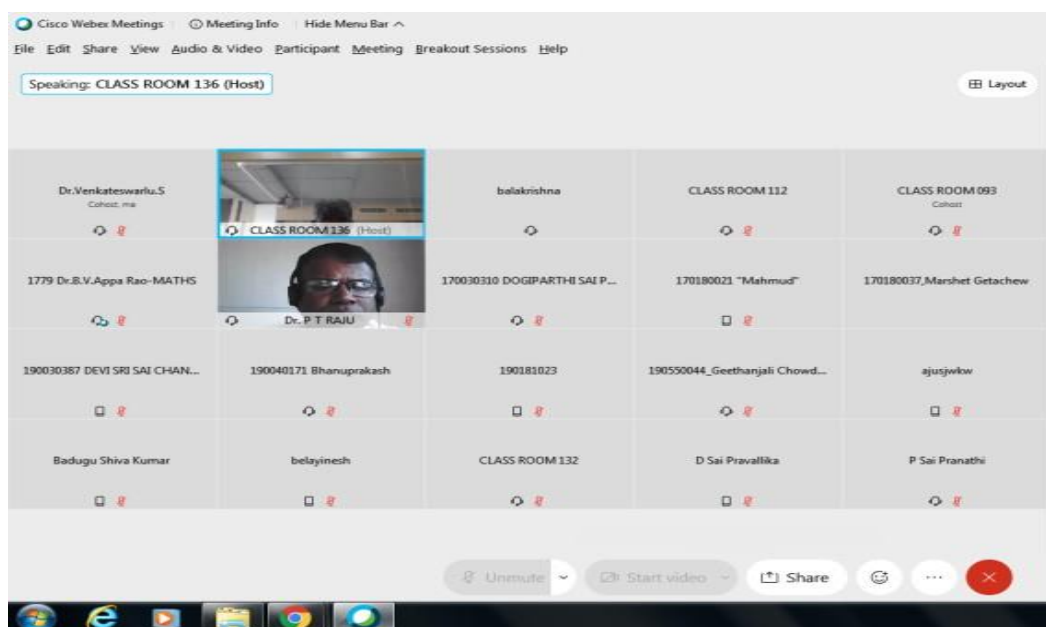 Cisco Webex Meetings Meeting Info Hide Menu Bar
File Edit Share View Audio & Video Participant Meeting Breakout Sessions Help
Speaking: CLASS ROOM 136 (Host)
Layout
Dr.Venkateswarlu.S
Cohost, me
CLASS ROOM 136 (Host)
balakrishna
CLASS ROOM 112
CLASS ROOM 093
Cohost
1779 Dr.B.V.Appa Rao-MATHS
Dr. P T RAJU
170030310 DOGIPARTHI SAI P...
170180021 "Mahmud"
170180037,Marshet Getachew
190030387 DEVI SRI SAI CHAN...
190040171 Bhanuprakash
190181023
190550044_Geethanjali Chowd...
ajusjwkw
Badugu Shiva Kumar
belayinesh
CLASS ROOM 132
D Sai Pravallika
P Sai Pranathi
Unmute Start video Share